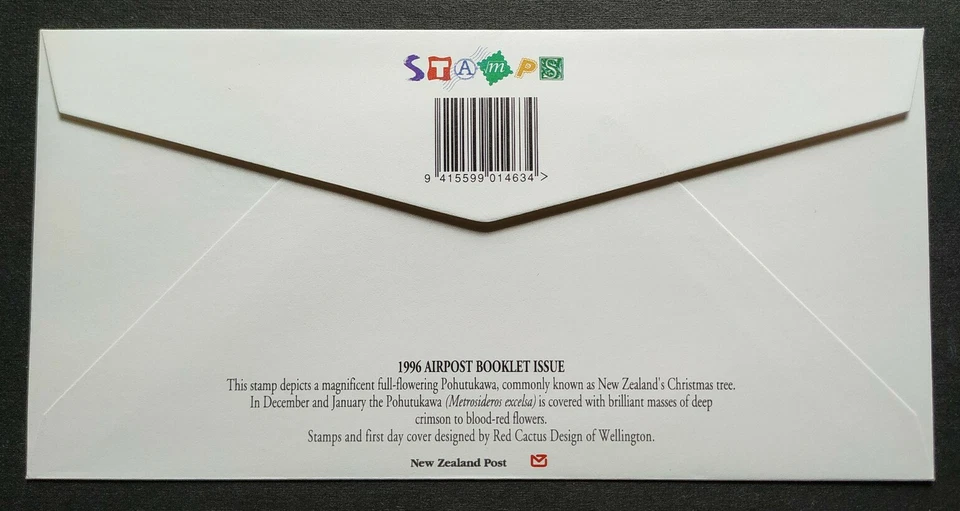 STAmPS
9 415599 014634 >
1996 AIRPOST BOOKLET ISSUE
This stamp depicts a magnificent full-flowering Pohutukawa, commonly known as New Zealand's Christmas tree.
In December and January the Pohutukawa (Metrosideros excelsa) is covered with brilliant masses of deep
crimson to blood-red flowers.
Stamps and first day cover designed by Red Cactus Design of Wellington.
New Zealand Post